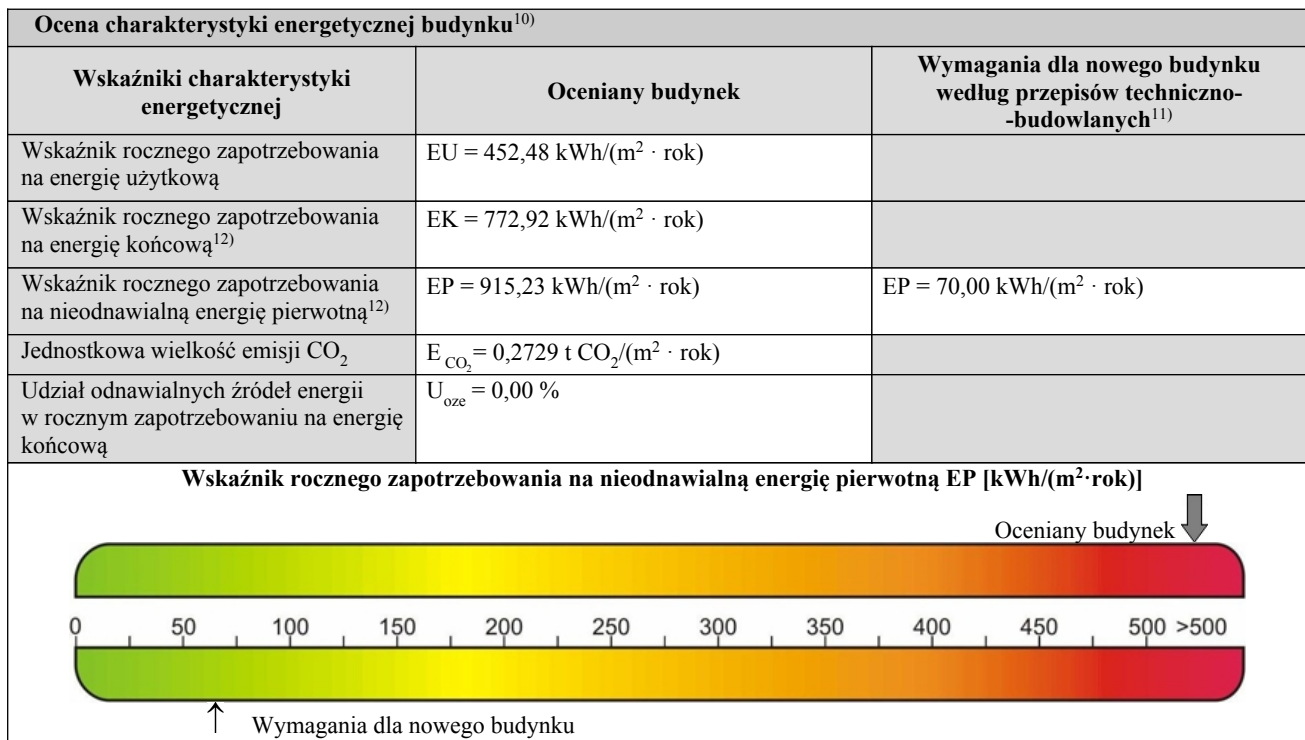 Ocena charakterystyki energetycznej budynku10)
Wskaźniki charakterystyki
energetycznej
Oceniany budynek
Wymagania dla nowego budynku
według przepisów techniczno-
-budowlanych11)
Wskaźnik rocznego zapotrzebowania
na energię użytkową
EU = 452,48 kWh/(m2 · rok)
Wskaźnik rocznego zapotrzebowania
na energię końcową12)
EK = 772,92 kWh/(m2 · rok)
Wskaźnik rocznego zapotrzebowania
na nieodnawialną energię pierwotną12)
EP = 915,23 kWh/(m2 · rok)
EP = 70,00 kWh/(m2 · rok)
Jednostkowa wielkość emisji CO2
E CO2= 0,2729 t CO2/(m2 · rok)
Udział odnawialnych źródeł energii
w rocznym zapotrzebowaniu na energię
końcową
Uoze = 0,00 %
Wskaźnik rocznego zapotrzebowania na nieodnawialną energię pierwotną EP [kWh/(m2·rok)]
Oceniany budynek
0 50 100 150 200 250 300 350 400 450 500 >500
Wymagania dla nowego budynku